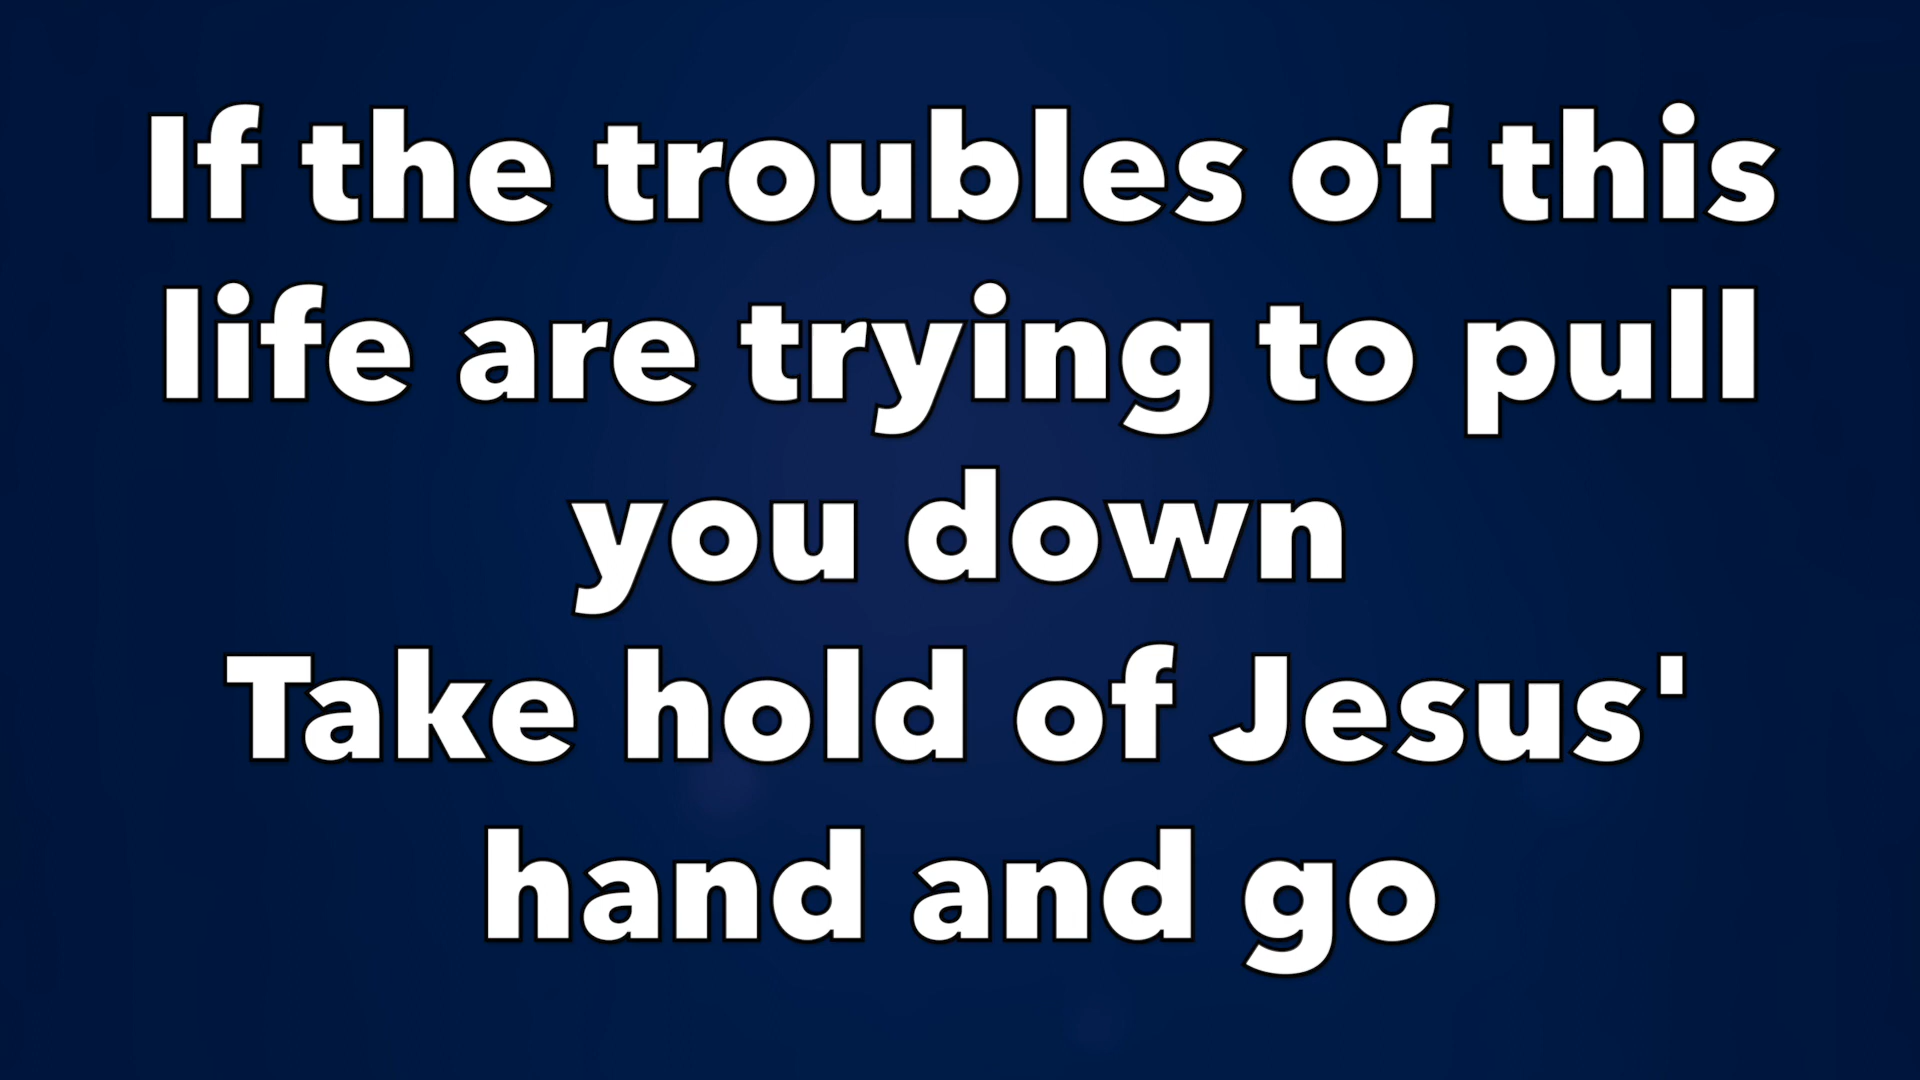 If the troubles of this
life are trying to pull
you down
Take hold of Jesus'
hand and go